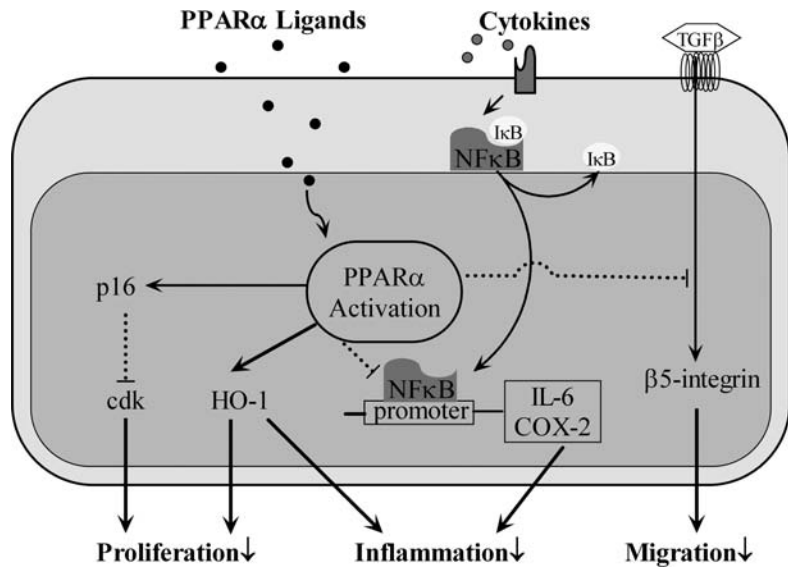 PPARα Ligands
Cytokines
TGFβ
IκB
NFκB
IκB
PPARα
Activation
p16
cdk
HO-1
NFκB
promoter
IL-6
COX-2
β5-integrin
Proliferation↓
Inflammation↓
Migration↓